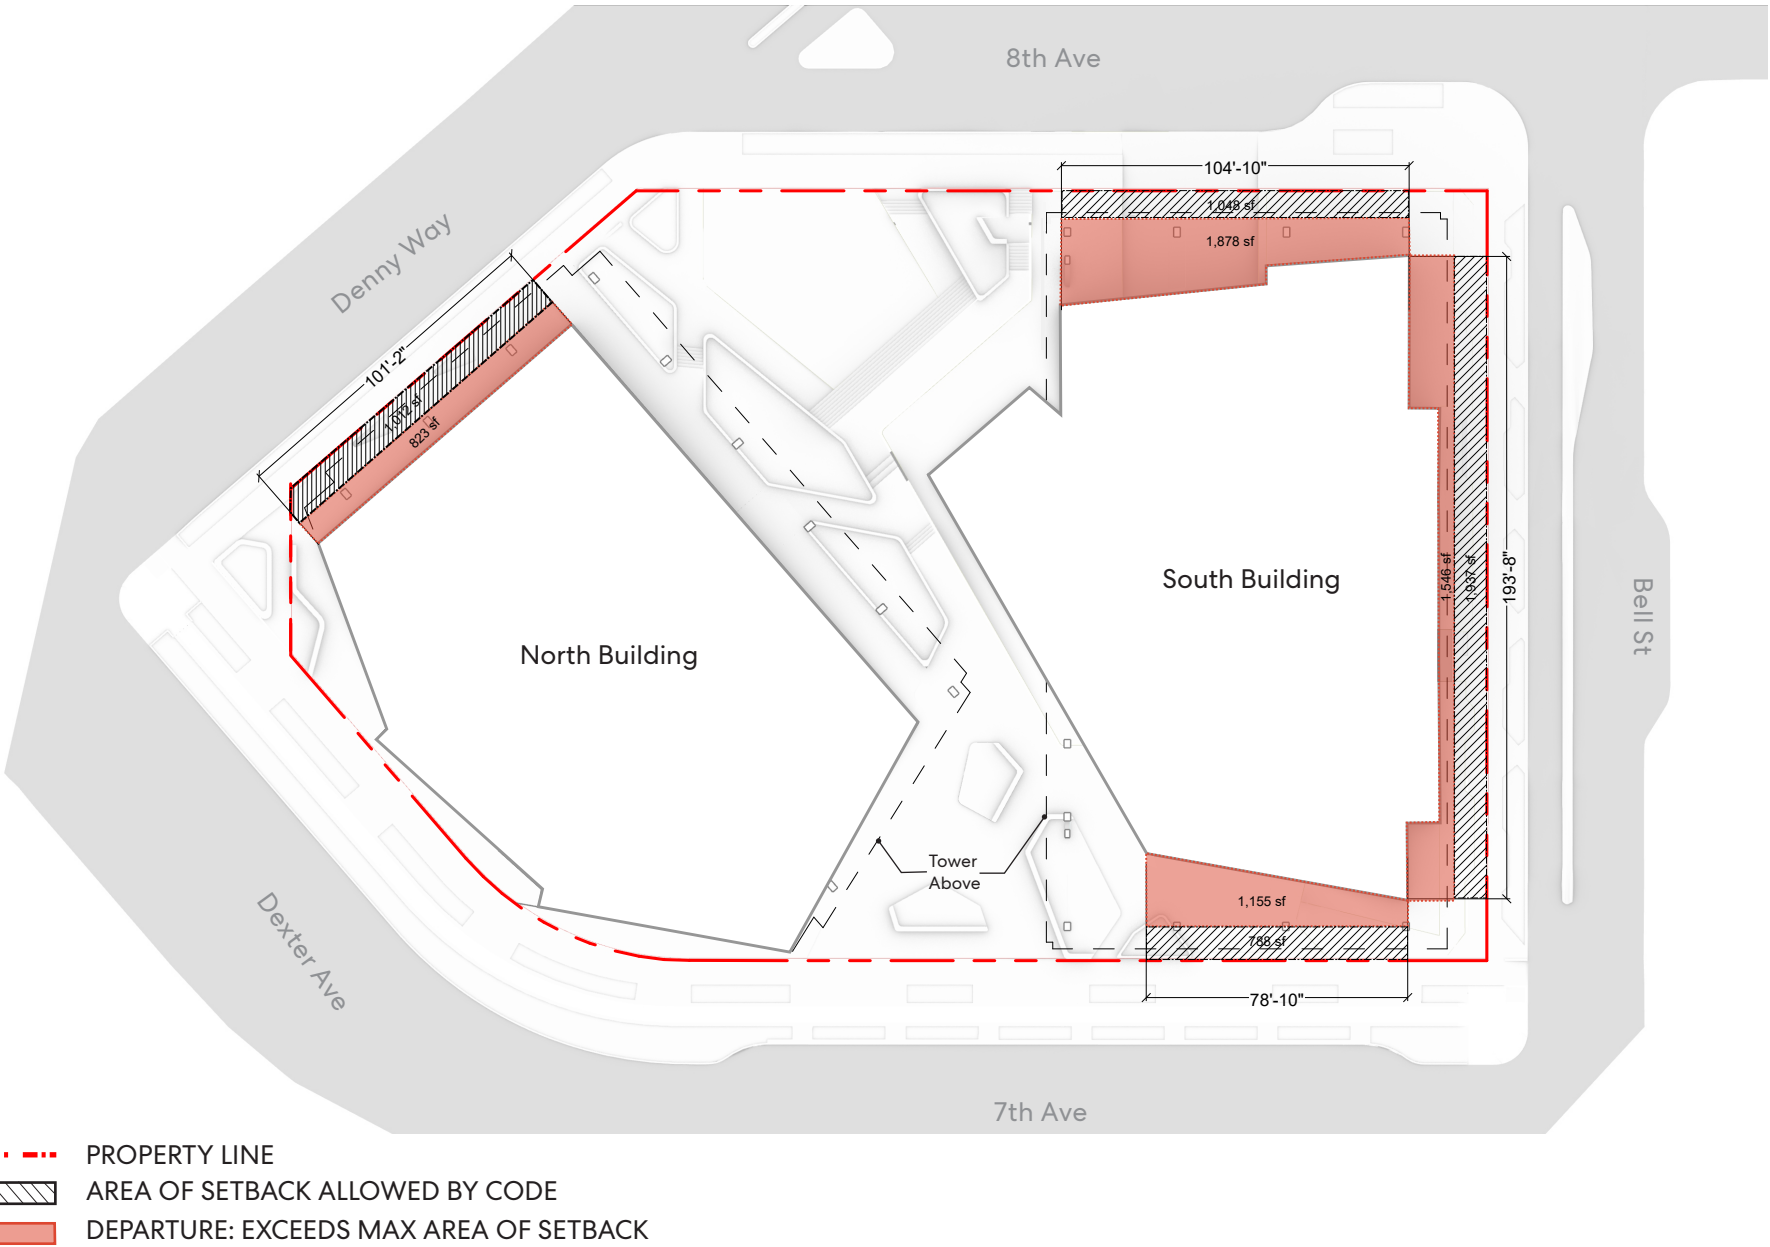 8th Ave
104'-10"
1,048 sf
1,878 sf
Denny Way
101'-2"
1,012 sf
823 sf
South Building
North Building
1,546 sf
1,937 sf
193'-8"
Bell St
Tower
Above
1,155 sf
788 sf
78'-10"
Dexter Ave
7th Ave
PROPERTY LINE
AREA OF SETBACK ALLOWED BY CODE
DEPARTURE: EXCEEDS MAX AREA OF SETBACK